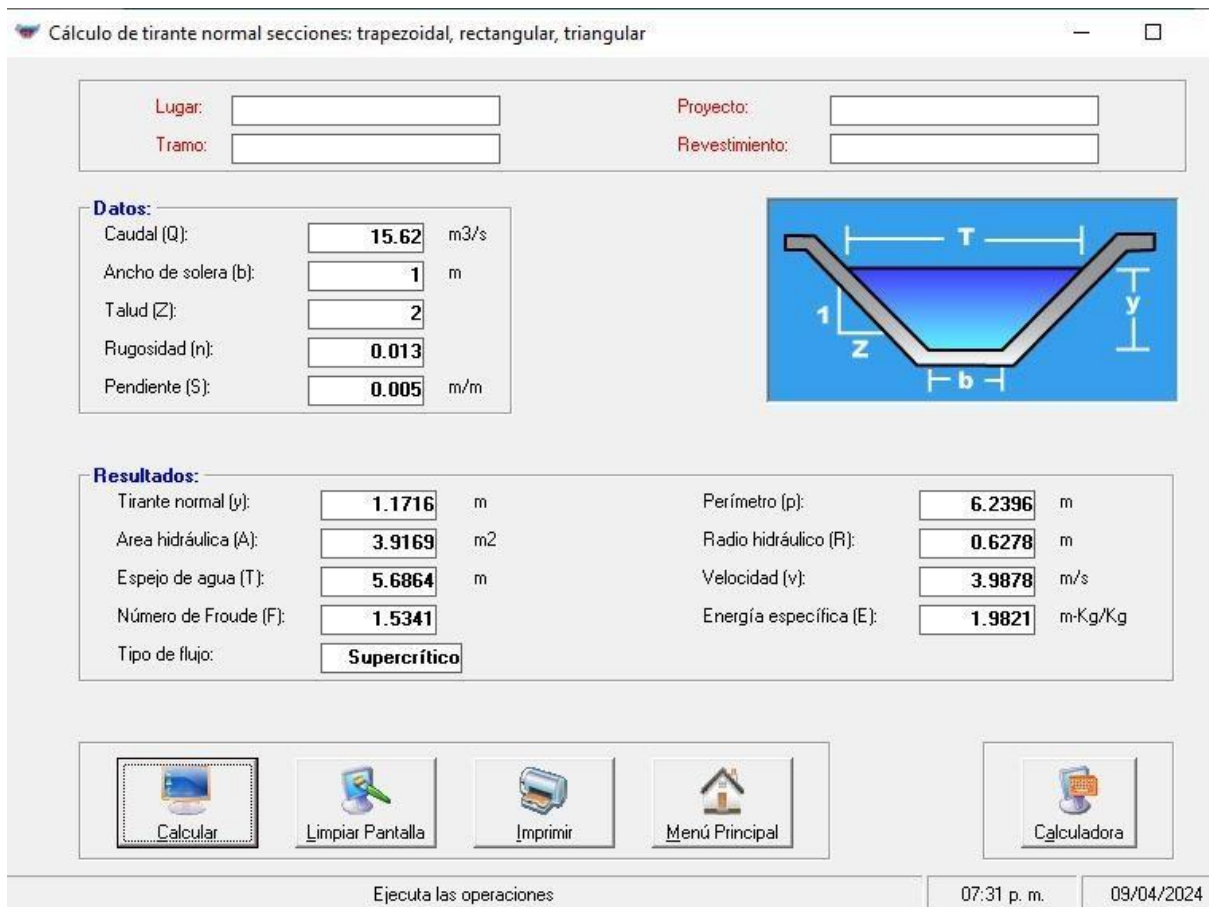 Cálculo de tirante normal secciones: trapezoidal, rectangular, triangular
Lugar:
Proyecto:
Tramo:
Revestimiento:
Datos:
Caudal (Q): 15.62 m3/s
Ancho de solera (b): 1 m
Talud (Z): 2
Rugosidad (n): 0.013
Pendiente (S): 0.005 m/m
T
y
1
Z
b
Resultados:
Tirante normal (y): 1.1716 m Perímetro (p): 6.2396 m
Area hidráulica (A): 3.9169 m2 Radio hidráulico (R): 0.6278 m
Espejo de agua (T): 5.6864 m Velocidad (v): 3.9878 m/s
Número de Froude (F): 1.5341 Energía específica (E): 1.9821 m-Kg/Kg
Tipo de flujo: Supercrítico
Calcular
Limpiar Pantalla
Imprimir
Menú Principal
Calculadora
Ejecuta las operaciones 07:31 p. m. 09/04/2024